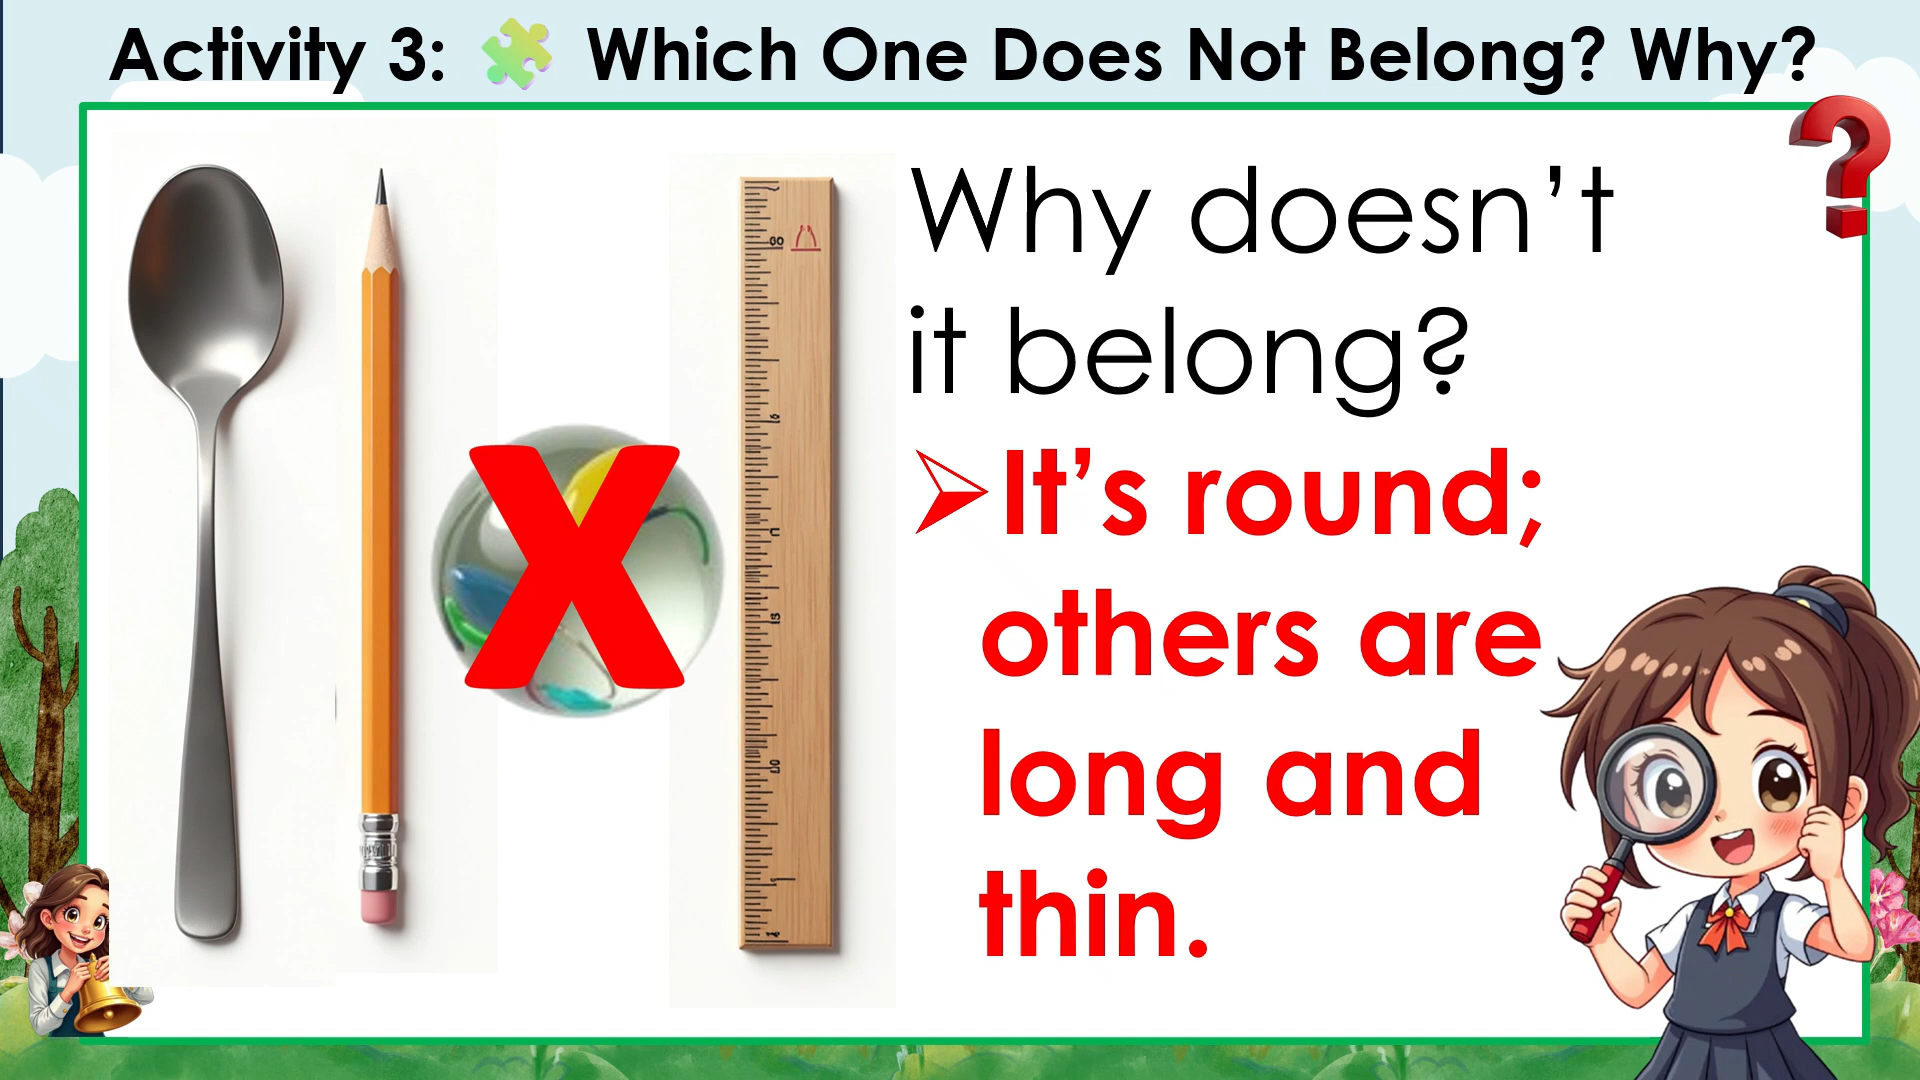 Activity 3: Which One Does Not Belong? Why?
Why doesn’t
it belong?
It’s round;
others are
long and
thin.
X